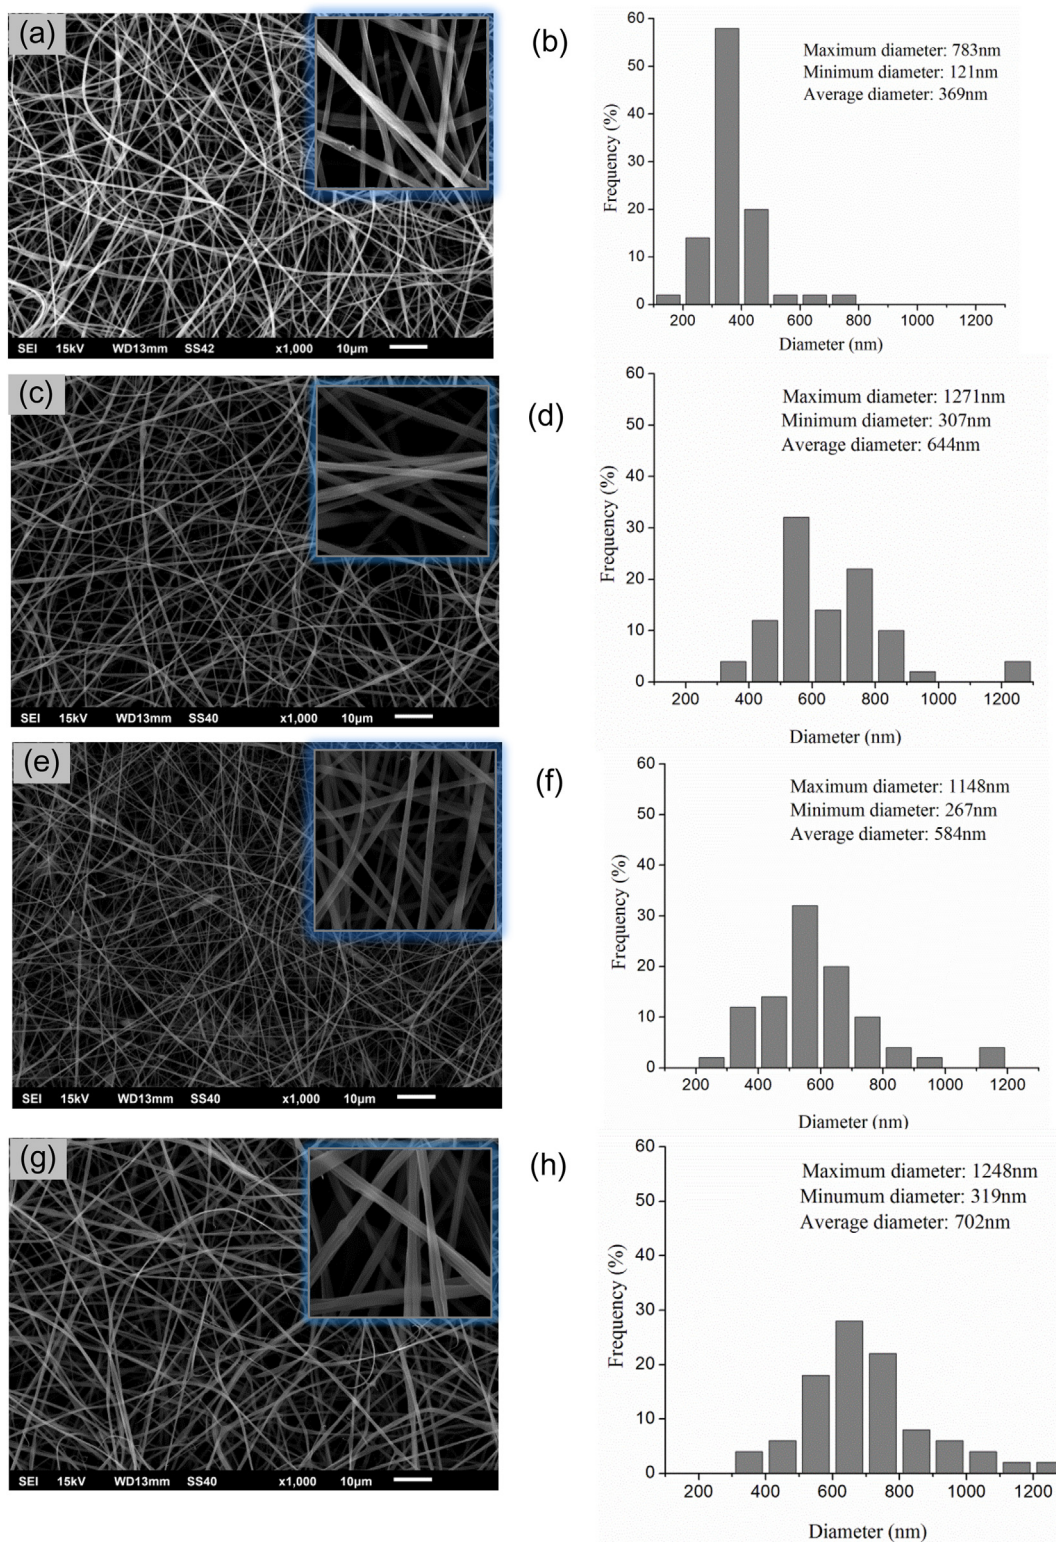 (a)
SEI 15kV WD13mm SS42 x1,000 10µm
(b)
60
50
40
30
20
10
0
Frequency (%)
Maximum diameter: 783nm
Minimum diameter: 121nm
Average diameter: 369nm
200 400 600 800 1000 1200
Diameter (nm)
(c)
SEI 15kV WD13mm SS40 x1,000 10µm
(d)
60
50
40
30
20
10
0
Frequency (%)
Maximum diameter: 1271nm
Minimum diameter: 307nm
Average diameter: 644nm
200 400 600 800 1000 1200
Diameter (nm)
(e)
SEI 15kV WD13mm SS40 x1,000 10µm
(f)
60
50
40
30
20
10
0
Frequency (%)
Maximum diameter: 1148nm
Minimum diameter: 267nm
Average diameter: 584nm
200 400 600 800 1000 1200
Diameter (nm)
(g)
SEI 15kV WD13mm SS40 x1,000 10µm
(h)
60
50
40
30
20
10
0
Frequency (%)
Maximum diameter: 1248nm
Minumum diameter: 319nm
Average diameter: 702nm
200 400 600 800 1000 1200
Diameter (nm)